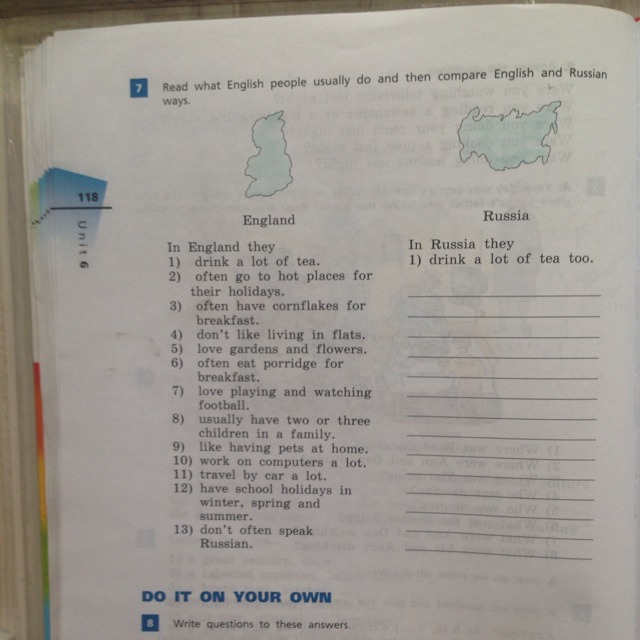 7 Read what English people usually do and then compare English and Russian
ways.
118
Unit 6
England
Russia
In England they
1) drink a lot of tea.
2) often go to hot places for
their holidays.
3) often have cornflakes for
breakfast.
4) don't like living in flats.
5) love gardens and flowers.
6) often eat porridge for
breakfast.
7) love playing and watching
football.
8) usually have two or three
children in a family.
9) like having pets at home.
10) work on computers a lot.
11) travel by car a lot.
12) have school holidays in
winter, spring and
summer.
13) don't often speak
Russian.
In Russia they
1) drink a lot of tea too.
DO IT ON YOUR OWN
8 Write questions to these answers.